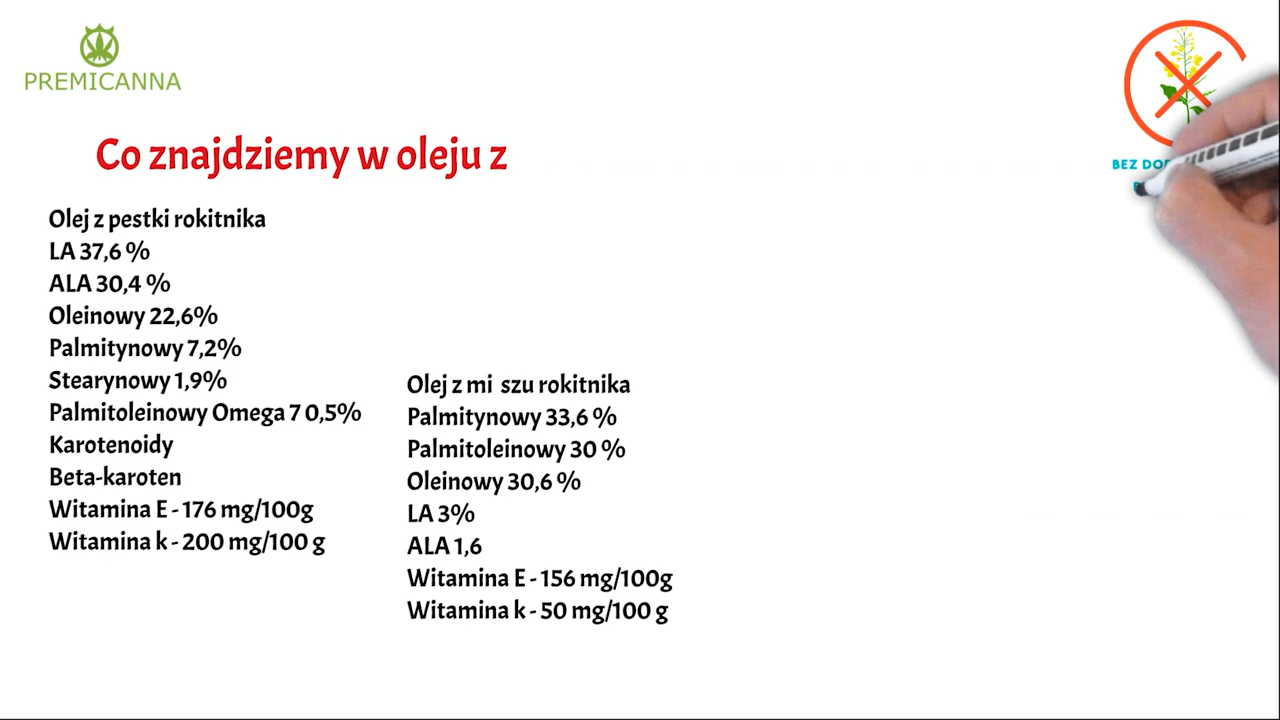 PREMICANNA
Co znajdziemy w oleju z
BEZ
Olej z pestki rokitnika
LA 37,6 %
ALA 30,4 %
Oleinowy 22,6%
Palmitynowy 7,2%
Stearynowy 1,9%
Palmitoleinowy Omega 7 0,5%
Karotenoidy
Beta-karoten
Witamina E - 176 mg/100g
Witamina k - 200 mg/100 g
Olej z mi szu rokitnika
Palmitynowy 33,6 %
Palmitoleinowy 30 %
Oleinowy 30,6 %
LA 3%
ALA 1,6
Witamina E - 156 mg/100g
Witamina k - 50 mg/100 g